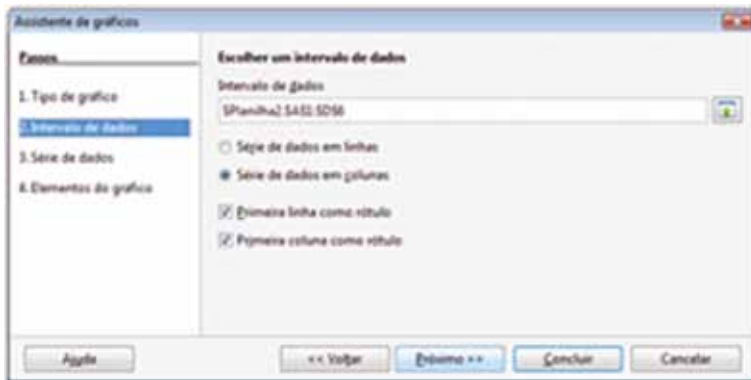 Assistente de gráficos
Passos
1. Tipo de gráfico
2. Intervalo de dados
3. Série de dados
4. Elementos do gráfico
Escolher um intervalo de dados
Intervalo de dados
$Planilha2.$A$1:$D$6
Série de dados em linhas
Série de dados em colunas
Primeira linha como rótulo
Primeira coluna como rótulo
Ajuda
<< Voltar
Próximo >>
Concluir
Cancelar